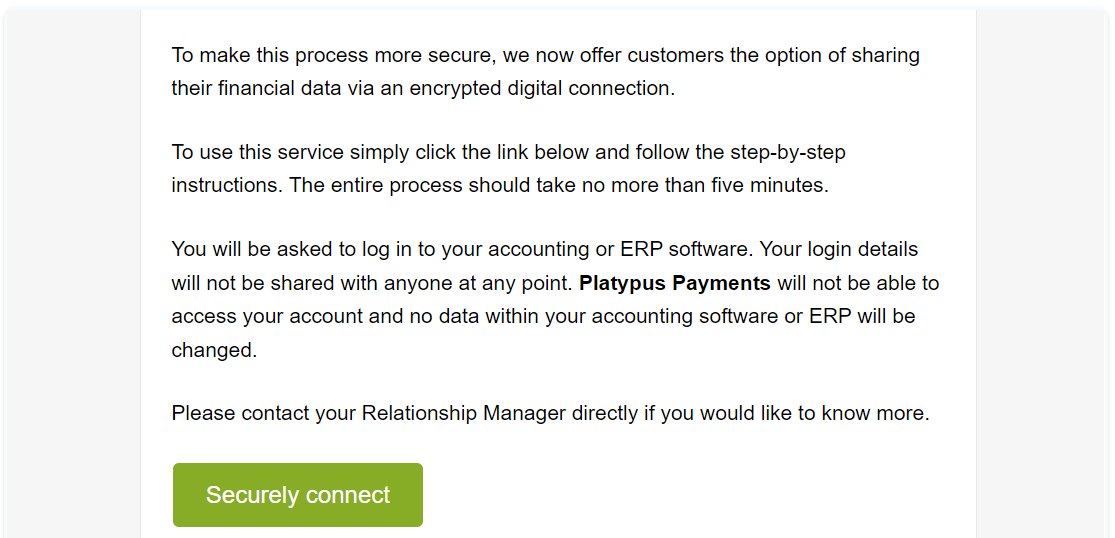 To make this process more secure, we now offer customers the option of sharing
their financial data via an encrypted digital connection.
To use this service simply click the link below and follow the step-by-step
instructions. The entire process should take no more than five minutes.
You will be asked to log in to your accounting or ERP software. Your login details
will not be shared with anyone at any point. Platypus Payments will not be able to
access your account and no data within your accounting software or ERP will be
changed.
Please contact your Relationship Manager directly if you would like to know more.
Securely connect